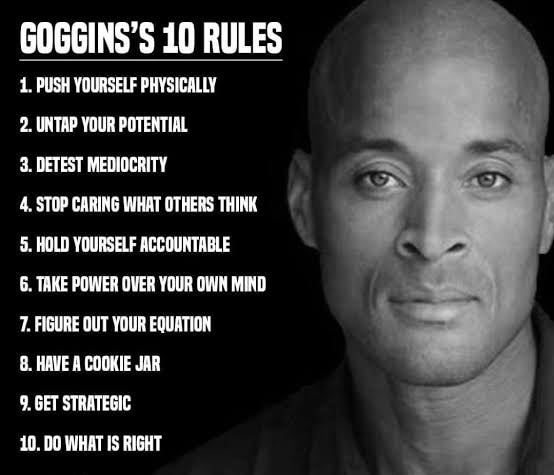 GOGGINS'S 10 RULES
1. PUSH YOURSELF PHYSICALLY
2. UNTAP YOUR POTENTIAL
3. DETEST MEDIOCRITY
4. STOP CARING WHAT OTHERS THINK
5. HOLD YOURSELF ACCOUNTABLE
6. TAKE POWER OVER YOUR OWN MIND
7. FIGURE OUT YOUR EQUATION
8. HAVE A COOKIE JAR
9. GET STRATEGIC
10. DO WHAT IS RIGHT